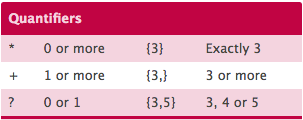 Quantifiers
* 0 or more {3} Exactly 3
+ 1 or more {3,} 3 or more
? 0 or 1 {3,5} 3, 4 or 5